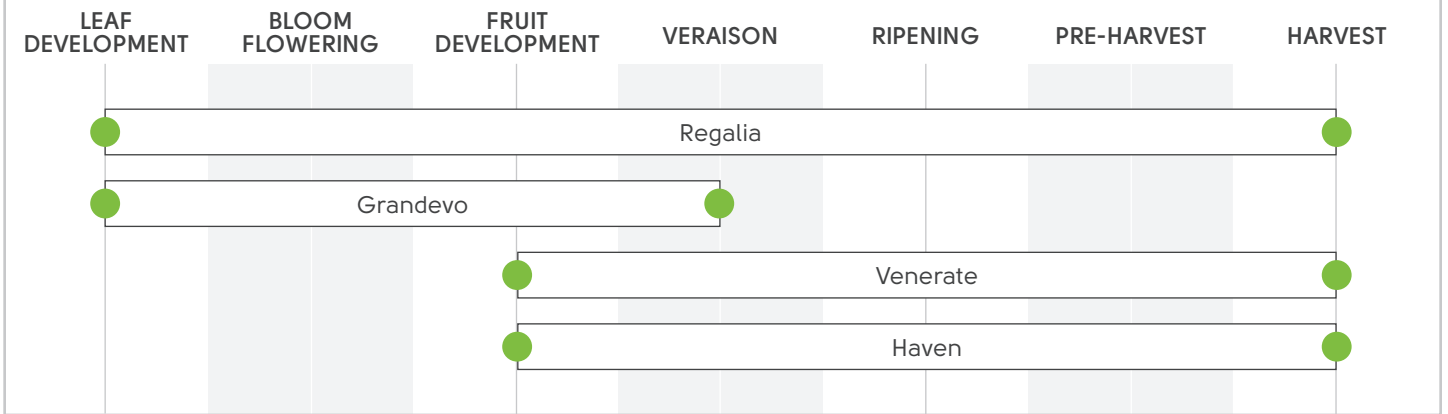 LEAF
DEVELOPMENT
BLOOM
FLOWERING
FRUIT
DEVELOPMENT
VERAISON
RIPENING
PRE-HARVEST
HARVEST
Regalia
Grandevo
Venerate
Haven